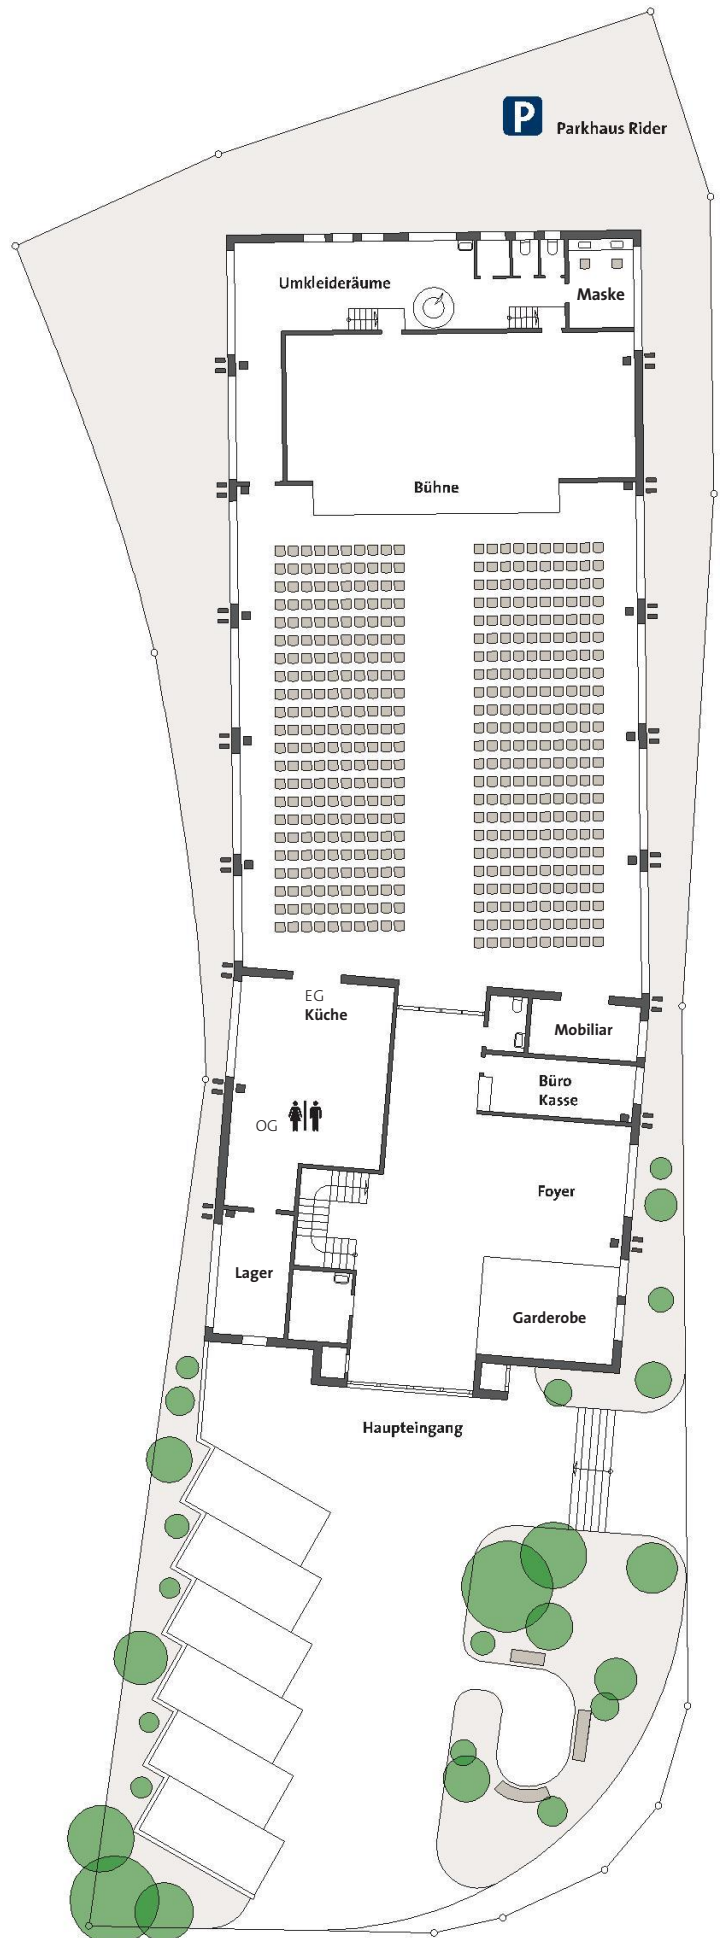 P
Parkhaus Rider
Umkleideräume
Maske
Bühne
EG
Küche
Mobiliar
Büro
Kasse
OG
Foyer
Lager
Garderobe
Haupteingang